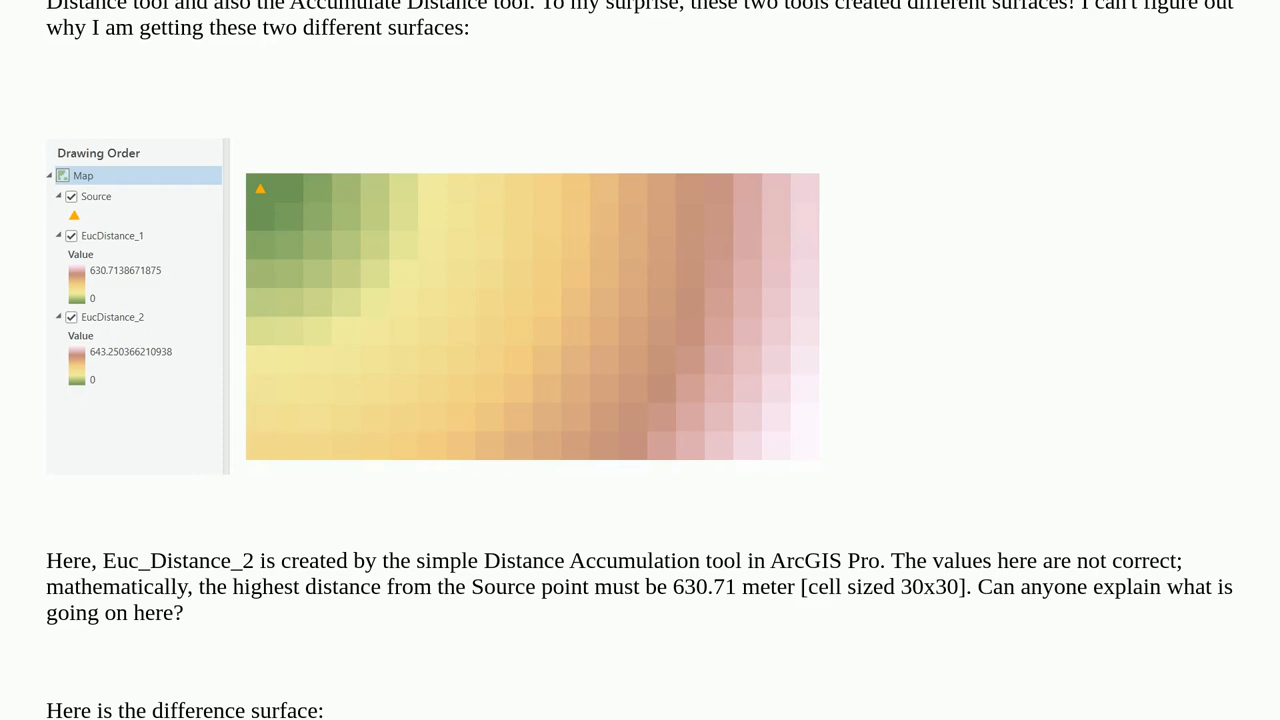 Distance tool and also the Accumulate Distance tool. To my surprise, these two tools created different surfaces! I can't figure out
why I am getting these two different surfaces:
Drawing Order
Map
Source
EucDistance_1
Value
630.7138671875
0
EucDistance_2
Value
643.250366210938
0
Here, Euc_Distance_2 is created by the simple Distance Accumulation tool in ArcGIS Pro. The values here are not correct;
mathematically, the highest distance from the Source point must be 630.71 meter [cell sized 30x30]. Can anyone explain what is
going on here?
Here is the difference surface: